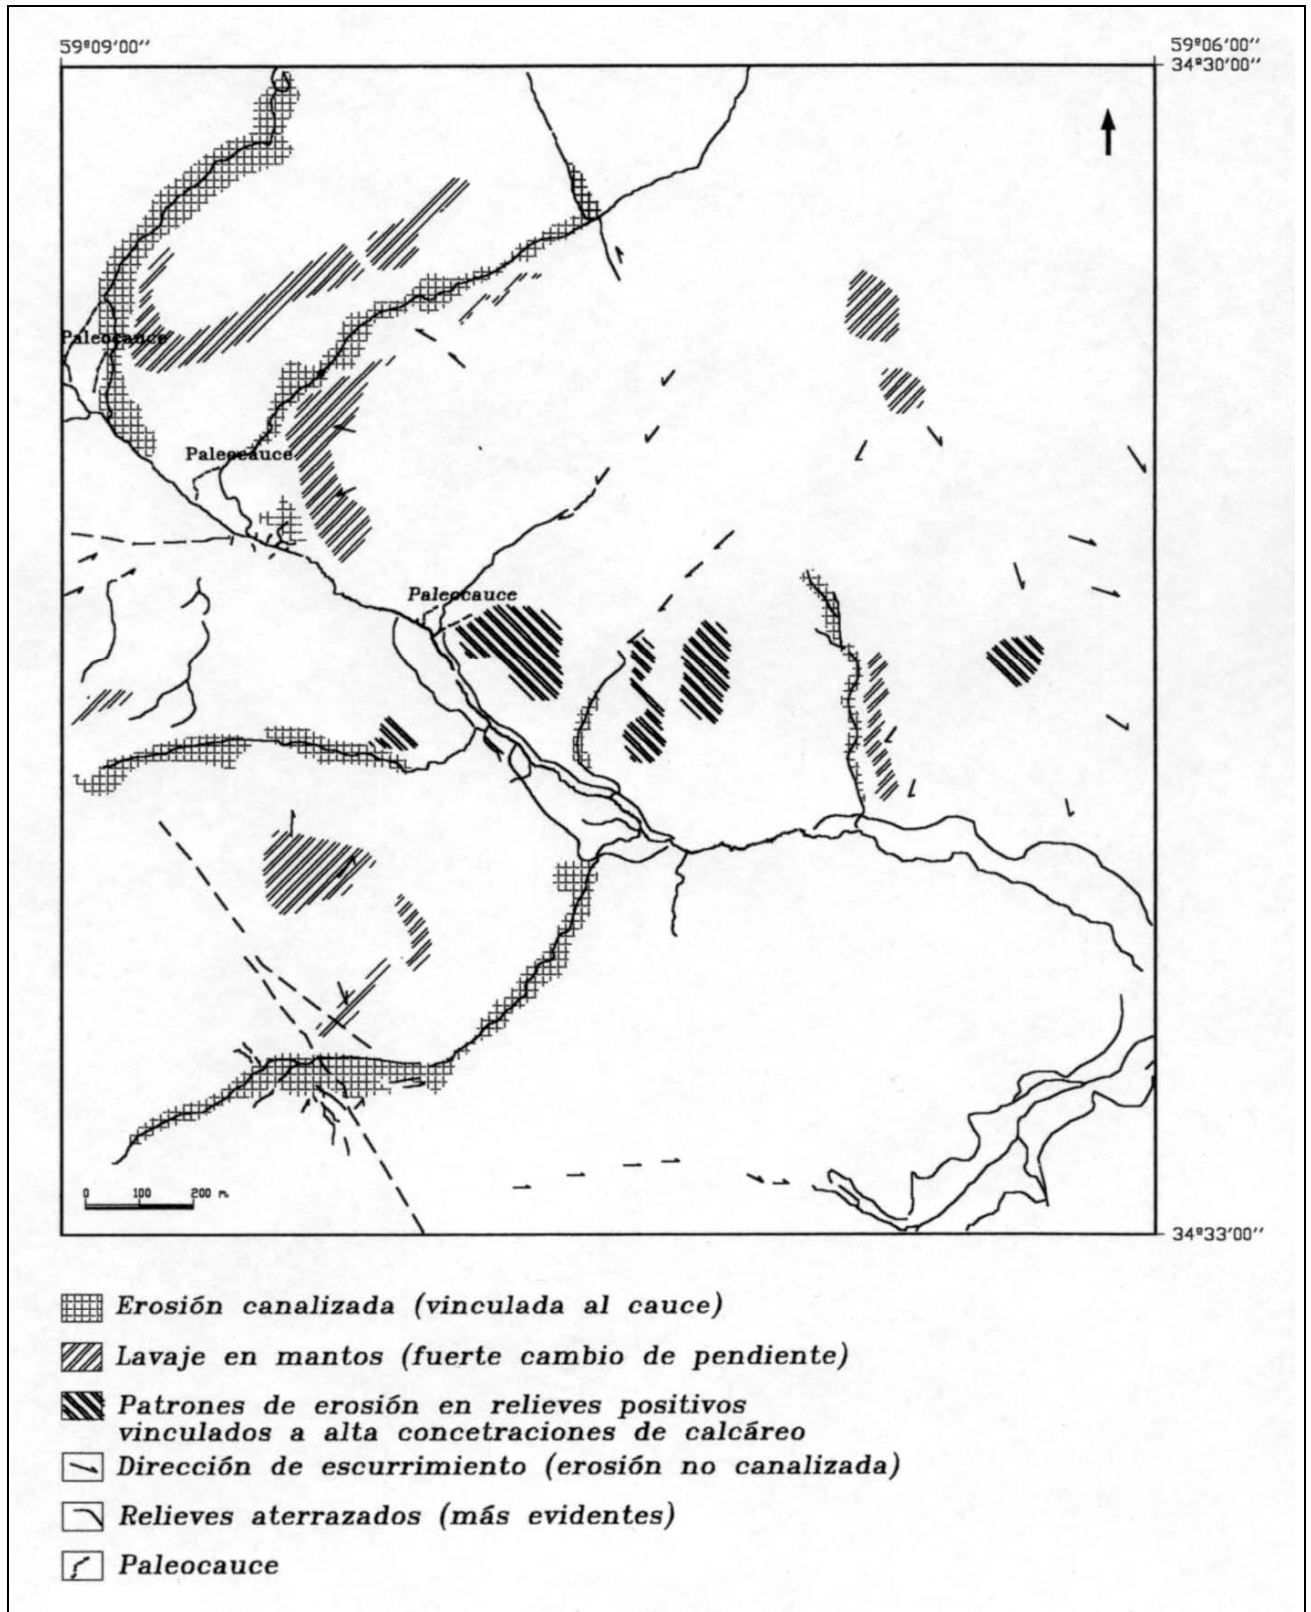 59º09'00''
59º06'00''
34º30'00''
Paleocauce
Paleocauce
Paleocauce
0 100 200 m.
34º33'00''
Erosión canalizada (vinculada al cauce)
Lavaje en mantos (fuerte cambio de pendiente)
Patrones de erosión en relieves positivos
vinculados a alta concetraciones de calcáreo
Dirección de escurrimiento (erosión no canalizada)
Relieves aterrazados (más evidentes)
Paleocauce